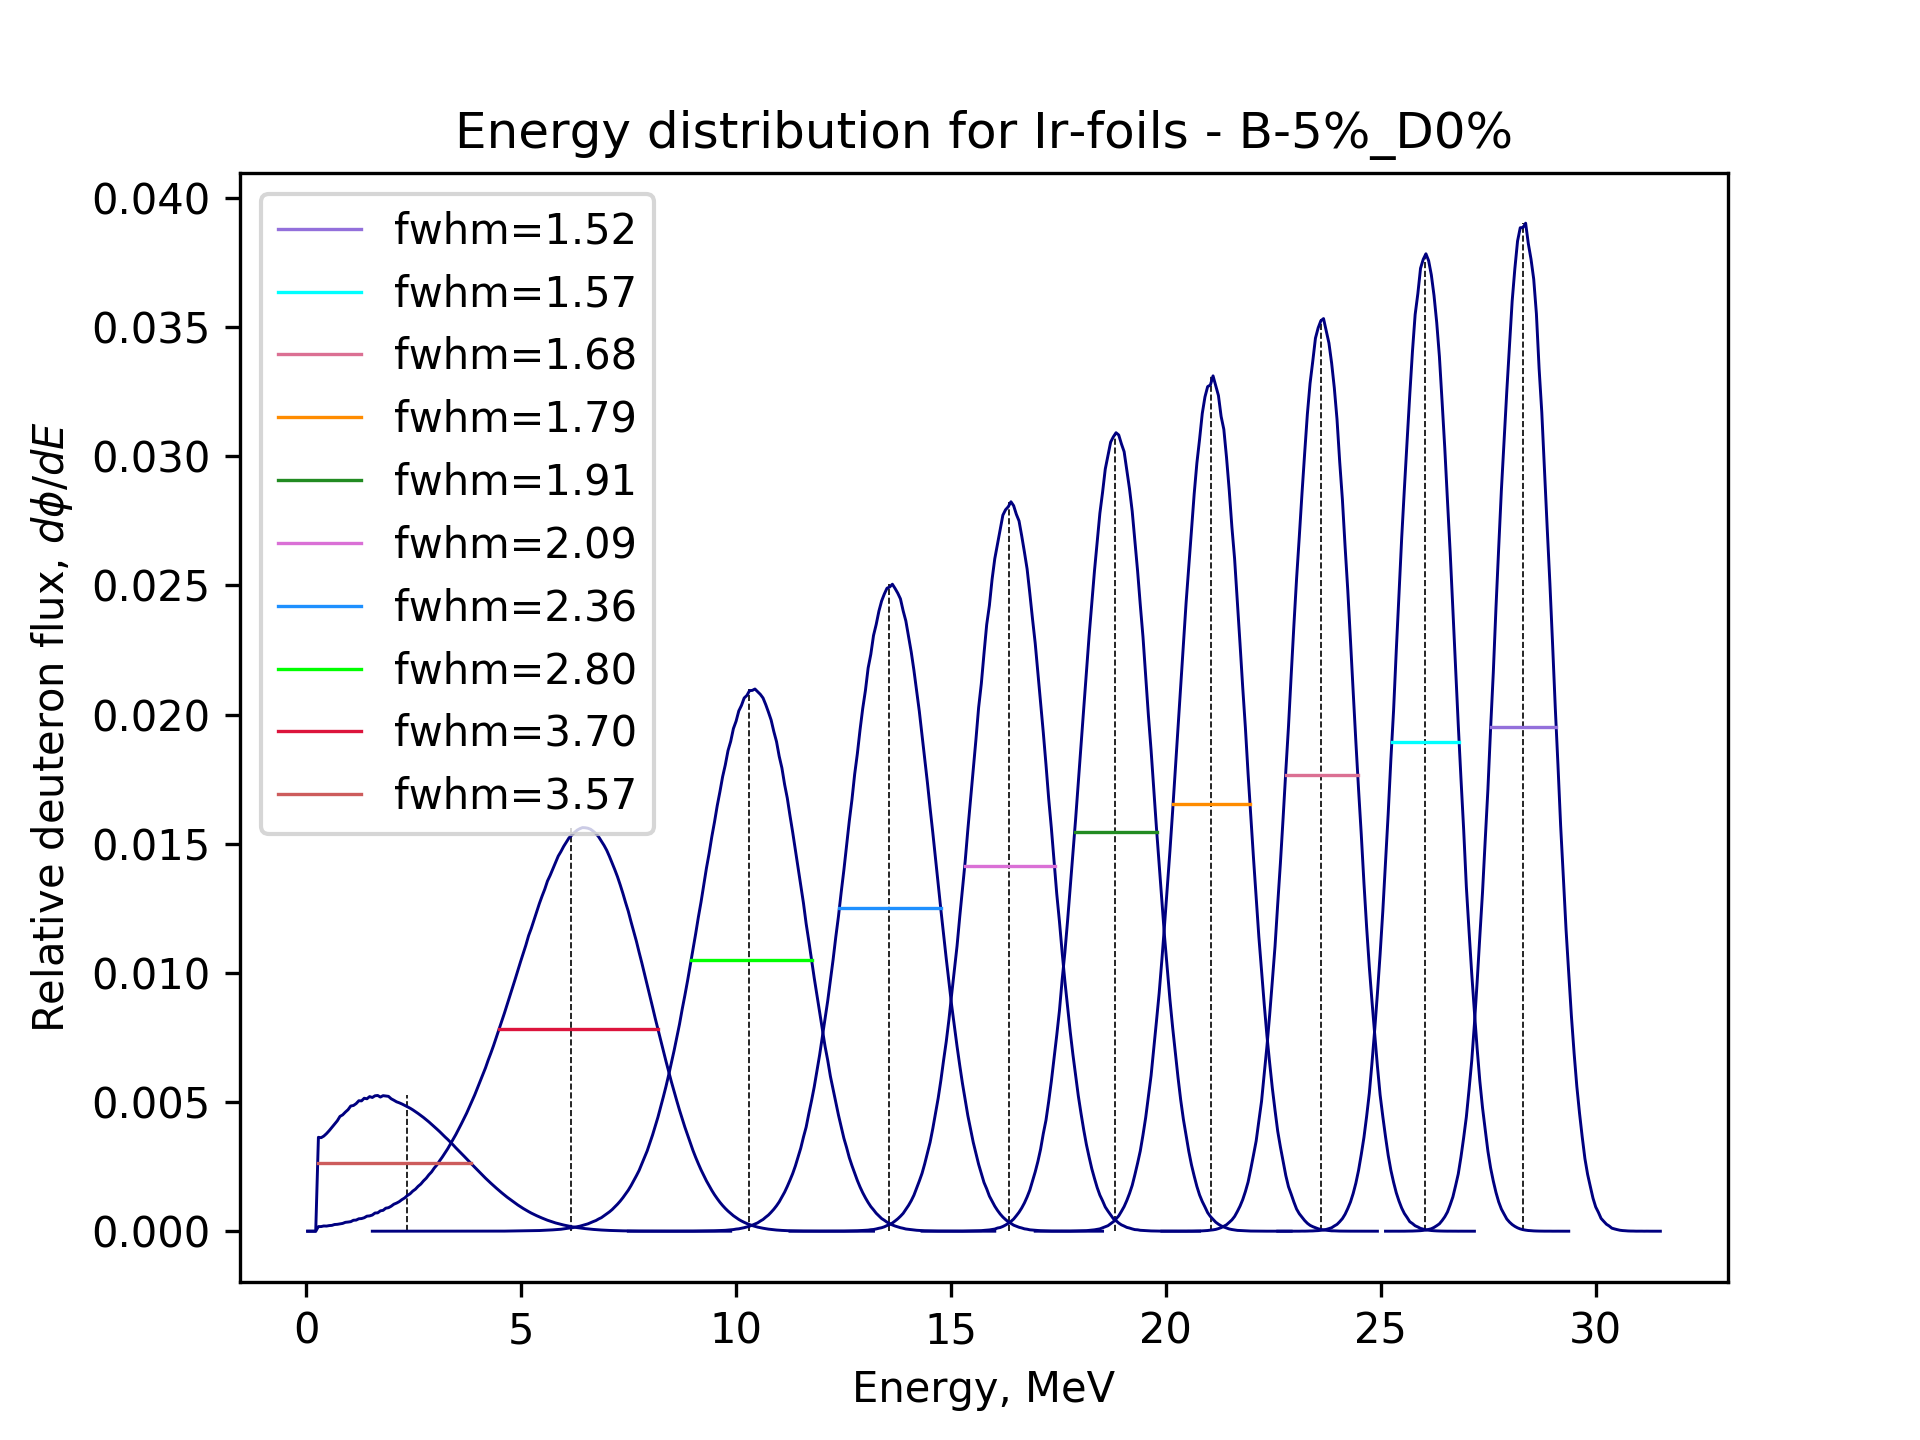 Energy distribution for Ir-foils - B-5%_D0%
Relative deuteron flux, dϕ/dE
0.040
0.035
0.030
0.025
0.020
0.015
0.010
0.005
0.000
fwhm=1.52
fwhm=1.57
fwhm=1.68
fwhm=1.79
fwhm=1.91
fwhm=2.09
fwhm=2.36
fwhm=2.80
fwhm=3.70
fwhm=3.57
0 5 10 15 20 25 30
Energy, MeV